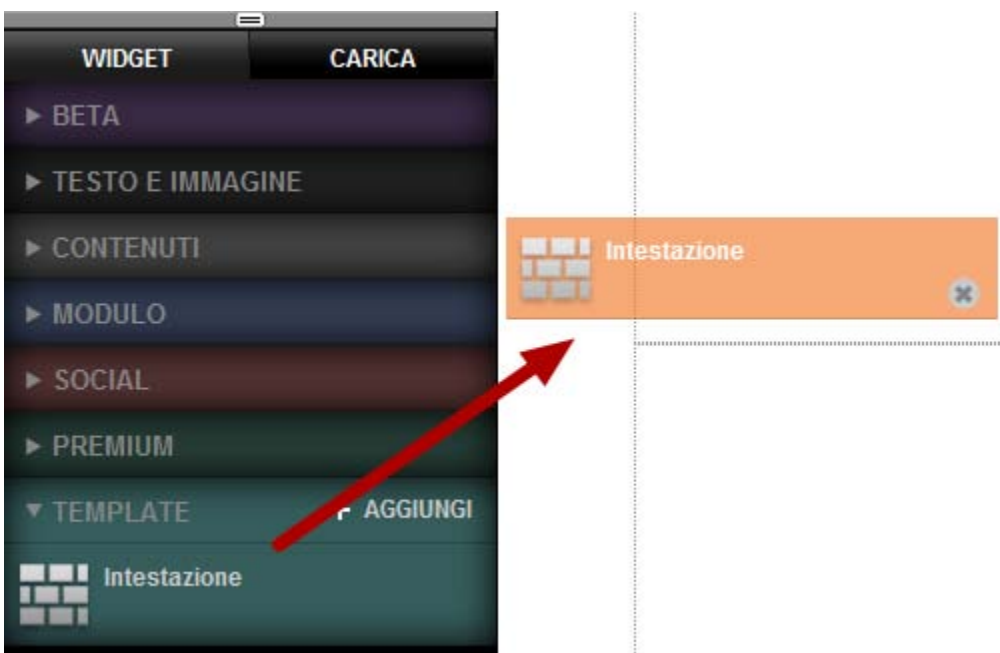 WIDGET CARICA
BETA
TESTO E IMMAGINE
CONTENUTI
MODULO
SOCIAL
PREMIUM
TEMPLATE + AGGIUNGI
Intestazione
Intestazione